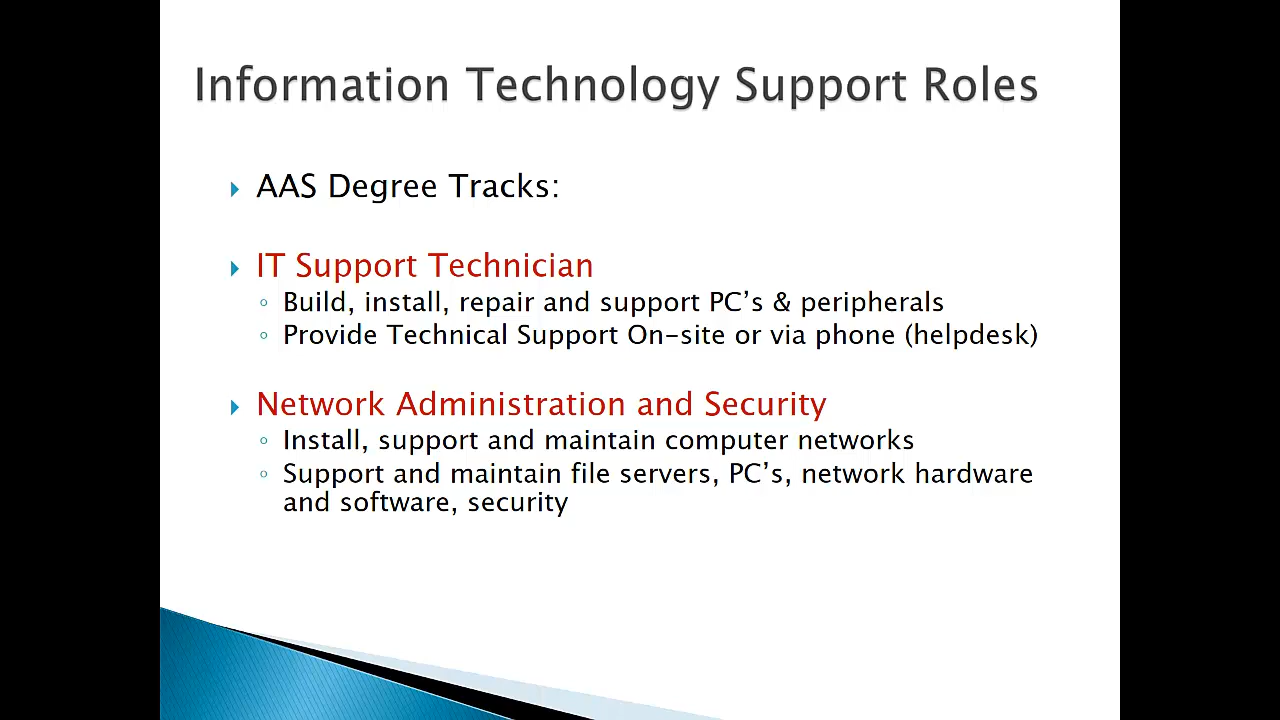 Information Technology Support Roles
AAS Degree Tracks:
IT Support Technician
Build, install, repair and support PC’s & peripherals
Provide Technical Support On-site or via phone (helpdesk)
Network Administration and Security
Install, support and maintain computer networks
Support and maintain file servers, PC’s, network hardware
and software, security